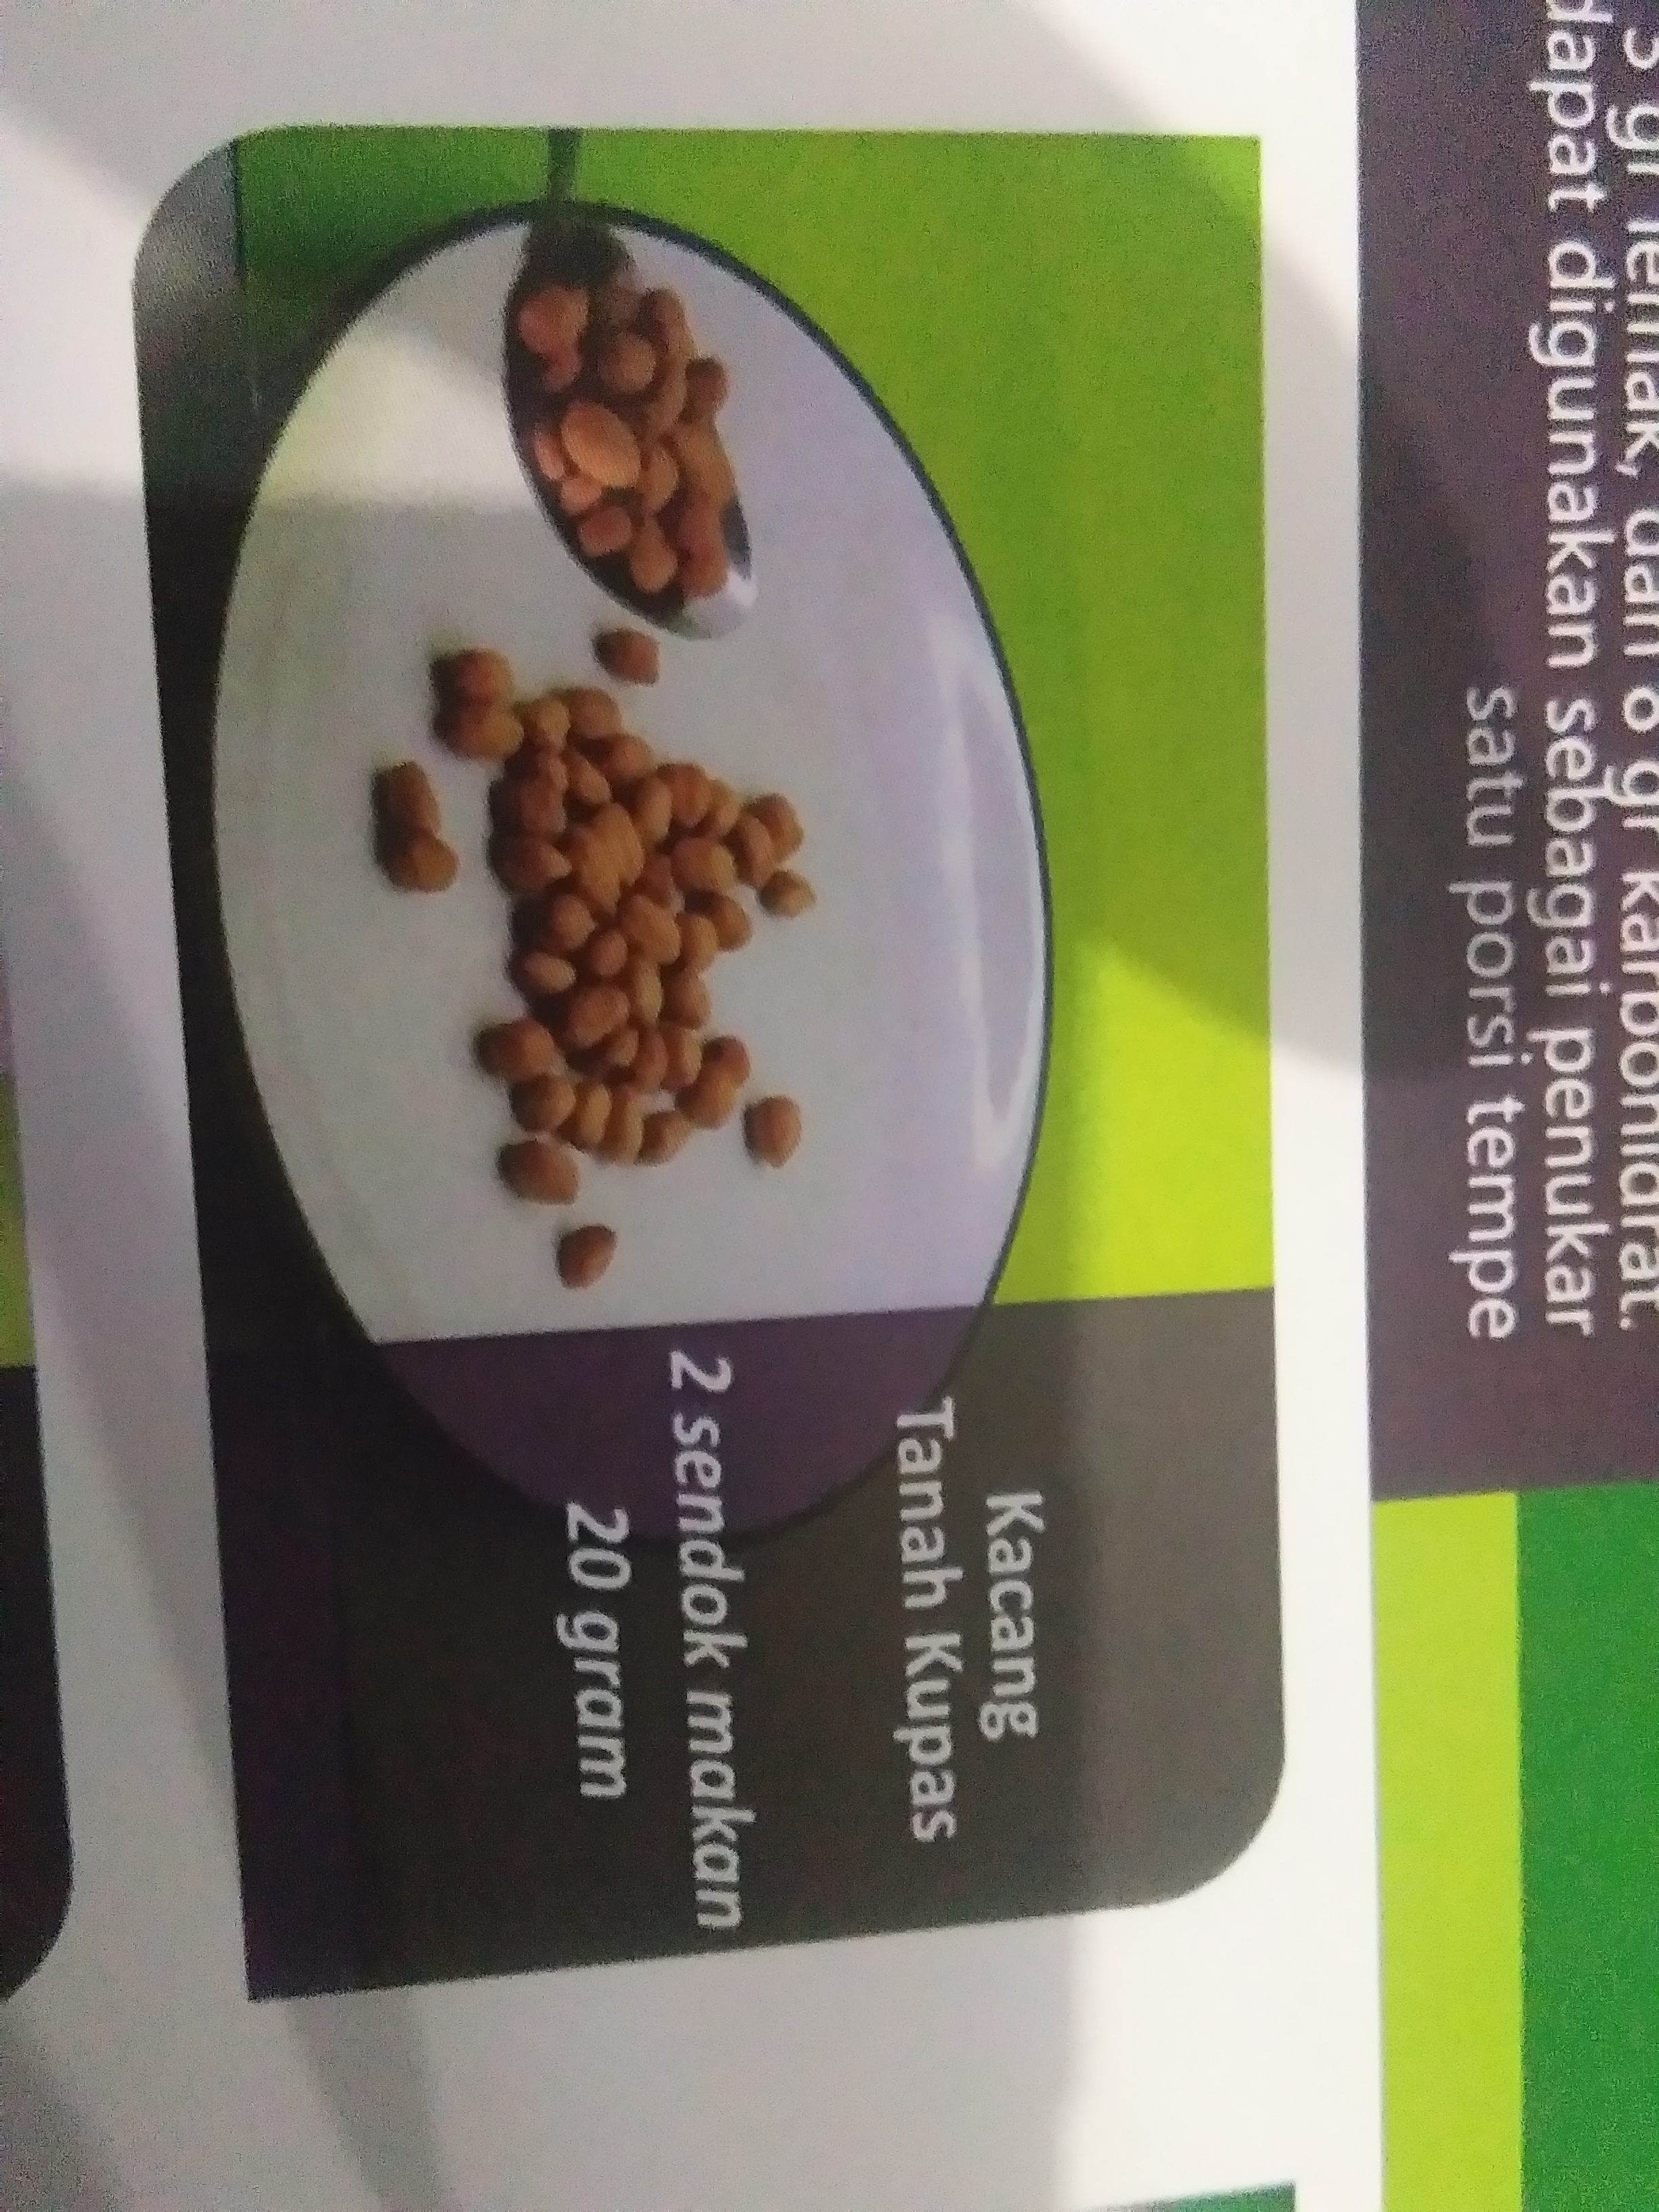 dapat digunakan sebagai penukar
satu porsi tempe
Kacang
Tanah Kupas
2 sendok makan
20 gram